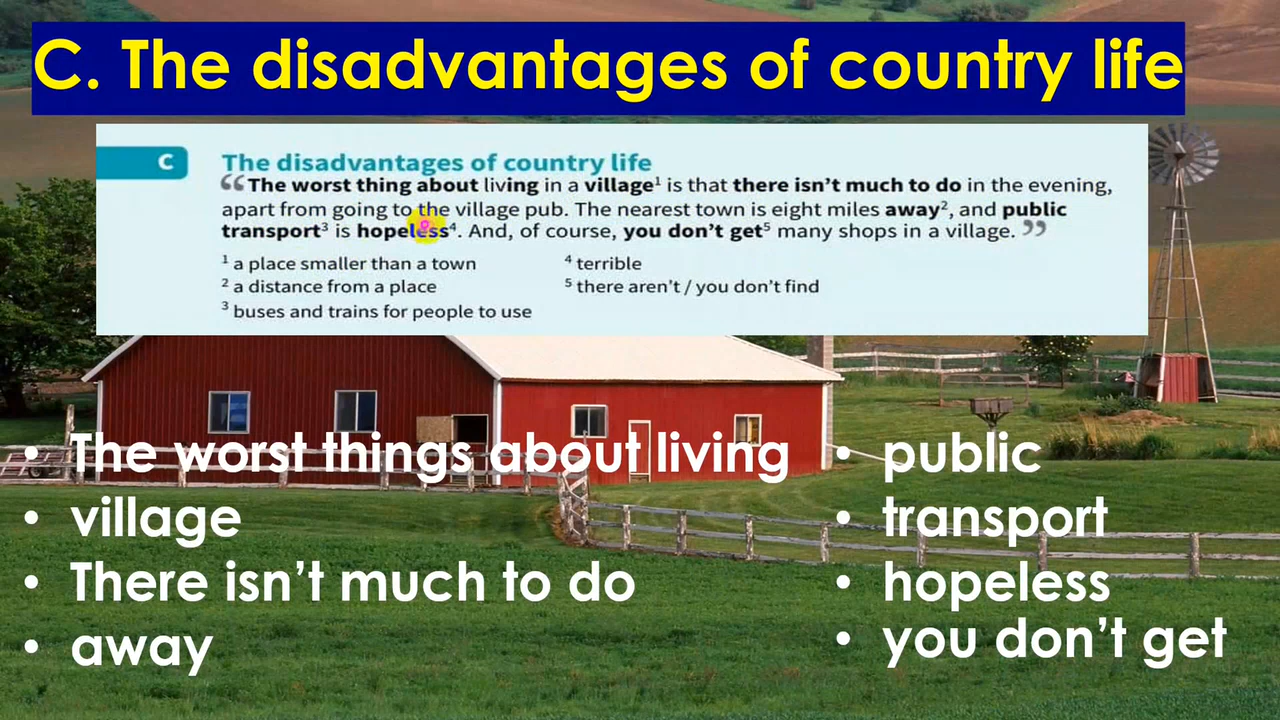 C. The disadvantages of country life
C
The disadvantages of country life
“The worst thing about living in a village¹ is that there isn’t much to do in the evening,
apart from going to the village pub. The nearest town is eight miles away², and public
transport³ is hopeless⁴. And, of course, you don’t get⁵ many shops in a village.”
¹ a place smaller than a town
² a distance from a place
³ buses and trains for people to use
⁴ terrible
⁵ there aren’t / you don’t find
• The worst things about living
• village
• There isn’t much to do
• away
• public
• transport
• hopeless
• you don’t get